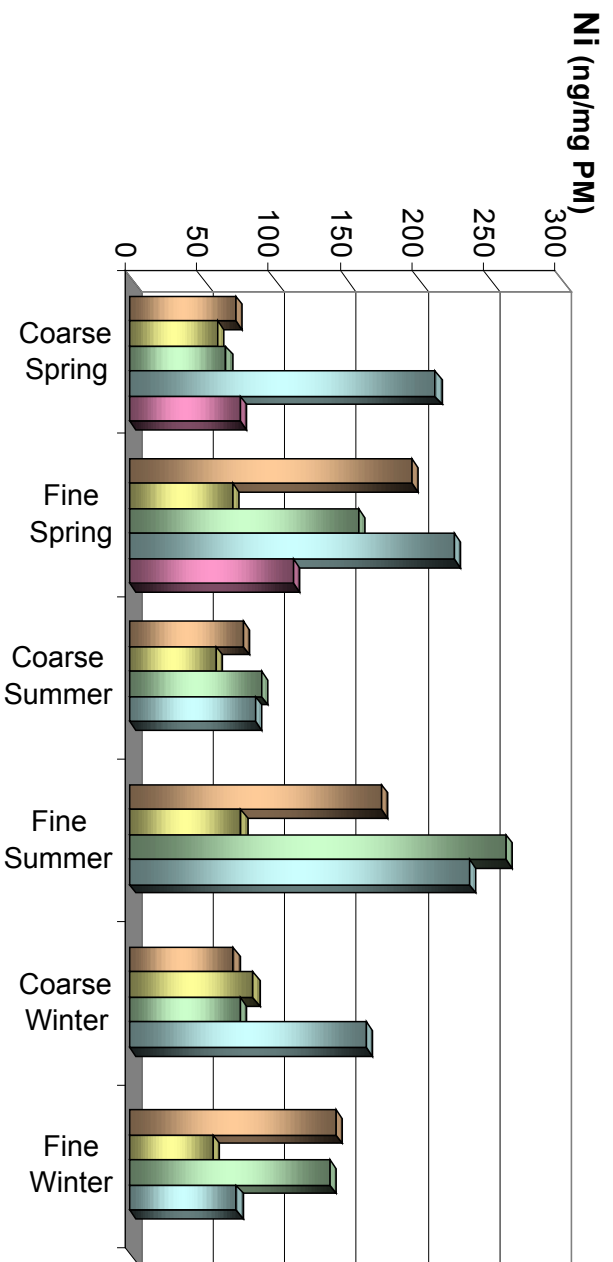 Ni (ng/mg PM)
300
250
200
150
100
50
0
Coarse
Spring
Fine
Spring
Coarse
Summer
Fine
Summer
Coarse
Winter
Fine
Winter